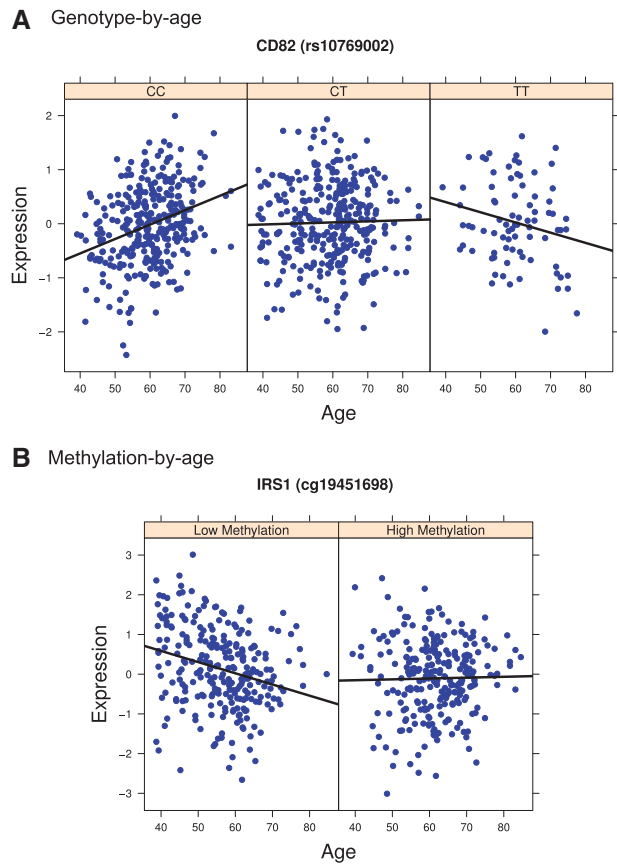 A Genotype-by-age
CD82 (rs10769002)
CC CT TT
2
1
0
−1
−2
Expression
40 50 60 70 80 40 50 60 70 80 40 50 60 70 80
Age
B Methylation-by-age
IRS1 (cg19451698)
Low Methylation High Methylation
3
2
1
0
−1
−2
−3
Expression
40 50 60 70 80 40 50 60 70 80
Age